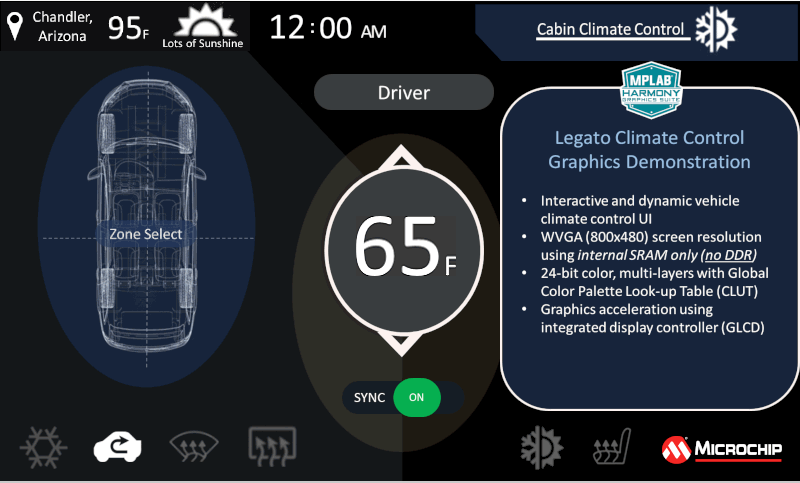 Chandler,
Arizona
95F
Lots of Sunshine
12:00 AM
Cabin Climate Control
Driver
Zone Select
65F
SYNC ON
MPLAB
HARMONY
GRAPHICS SUITE
Legato Climate Control
Graphics Demonstration
• Interactive and dynamic vehicle
climate control UI
• WVGA (800x480) screen resolution
using internal SRAM only (no DDR)
• 24-bit color, multi-layers with Global
Color Palette Look-up Table (CLUT)
• Graphics acceleration using
integrated display controller (GLCD)
MICROCHIP